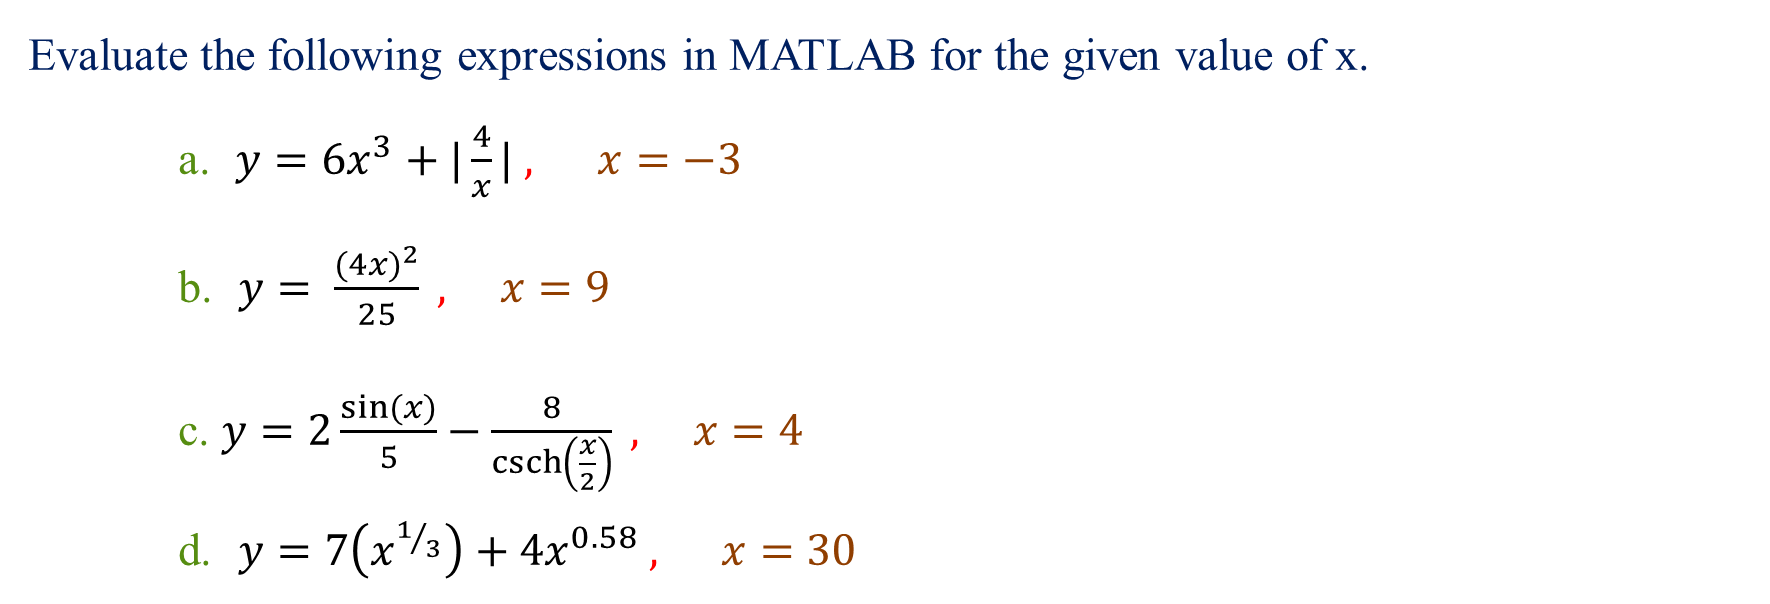 Evaluate the following expressions in MATLAB for the given value of x.
a. y = 6x³ + |4/x| , x = −3
b. y = (4x)²/25 , x = 9
c. y = 2 sin(x)/5 − 8/csch(x/2) , x = 4
d. y = 7(x^1/3) + 4x^0.58 , x = 30